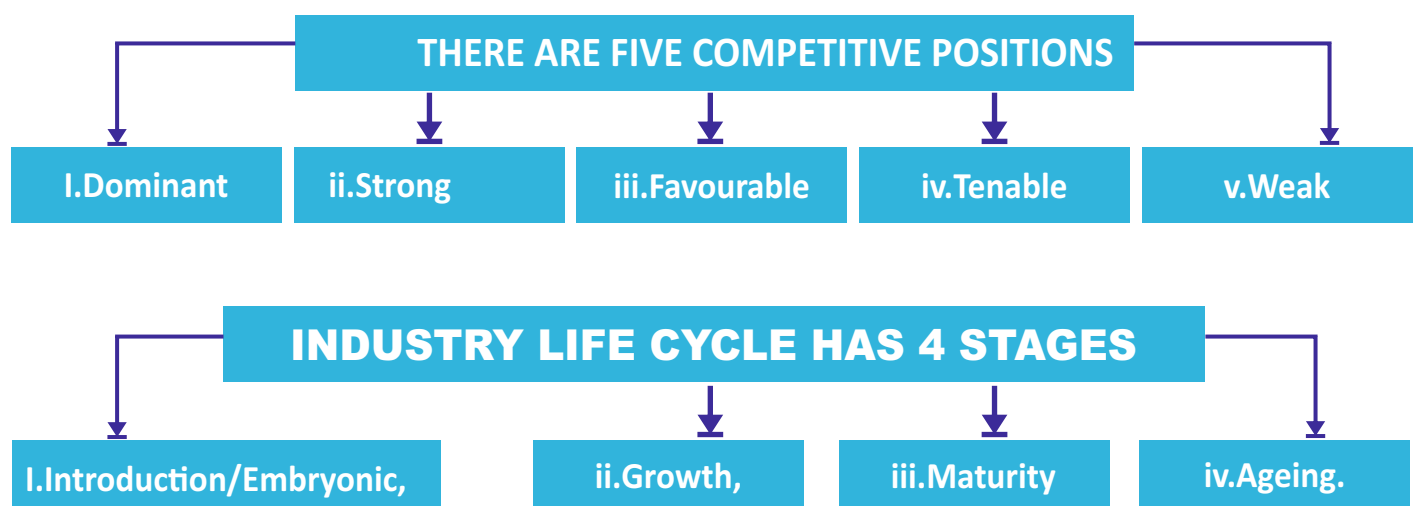 THERE ARE FIVE COMPETITIVE POSITIONS
I.Dominant
ii.Strong
iii.Favourable
iv.Tenable
v.Weak
INDUSTRY LIFE CYCLE HAS 4 STAGES
I.Introduction/Embryonic,
ii.Growth,
iii.Maturity
iv.Ageing.